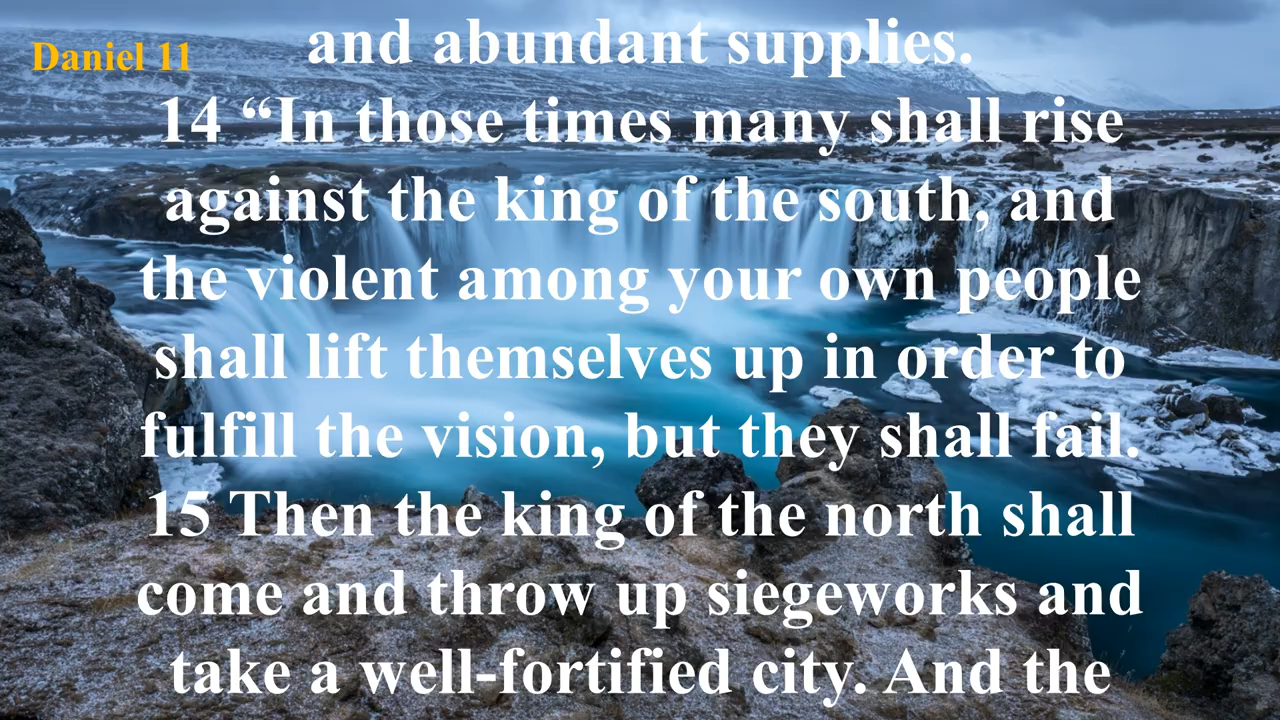 Daniel 11
and abundant supplies.
14 “In those times many shall rise
against the king of the south, and
the violent among your own people
shall lift themselves up in order to
fulfill the vision, but they shall fail.
15 Then the king of the north shall
come and throw up siegeworks and
take a well-fortified city. And the